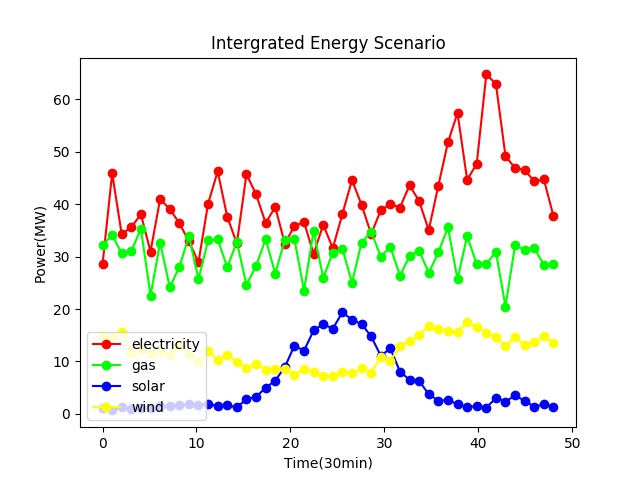 Intergrated Energy Scenario
Power(MW)
60
50
40
30
20
10
0
electricity
gas
solar
wind
0 10 20 30 40 50
Time(30min)